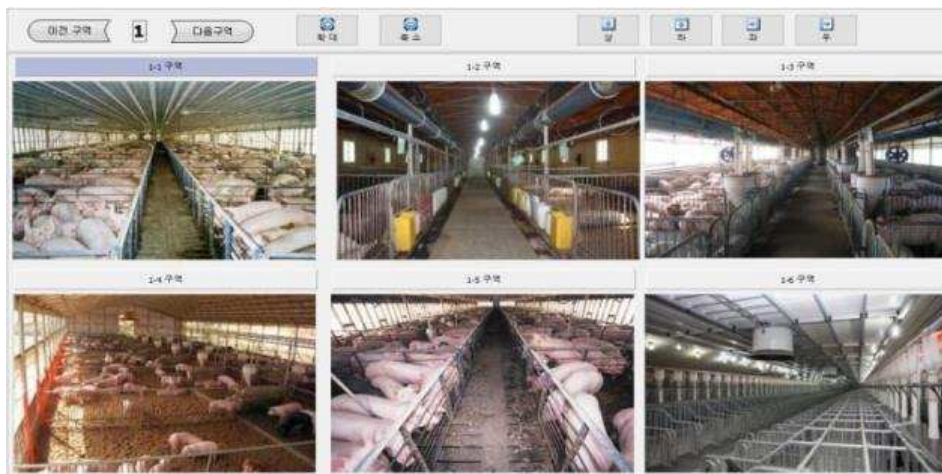 이전 구역
1
다음구역
확 대
축 소
상
하
좌
우
1-1 구역
1-2 구역
1-3 구역
1-4 구역
1-5 구역
1-6 구역